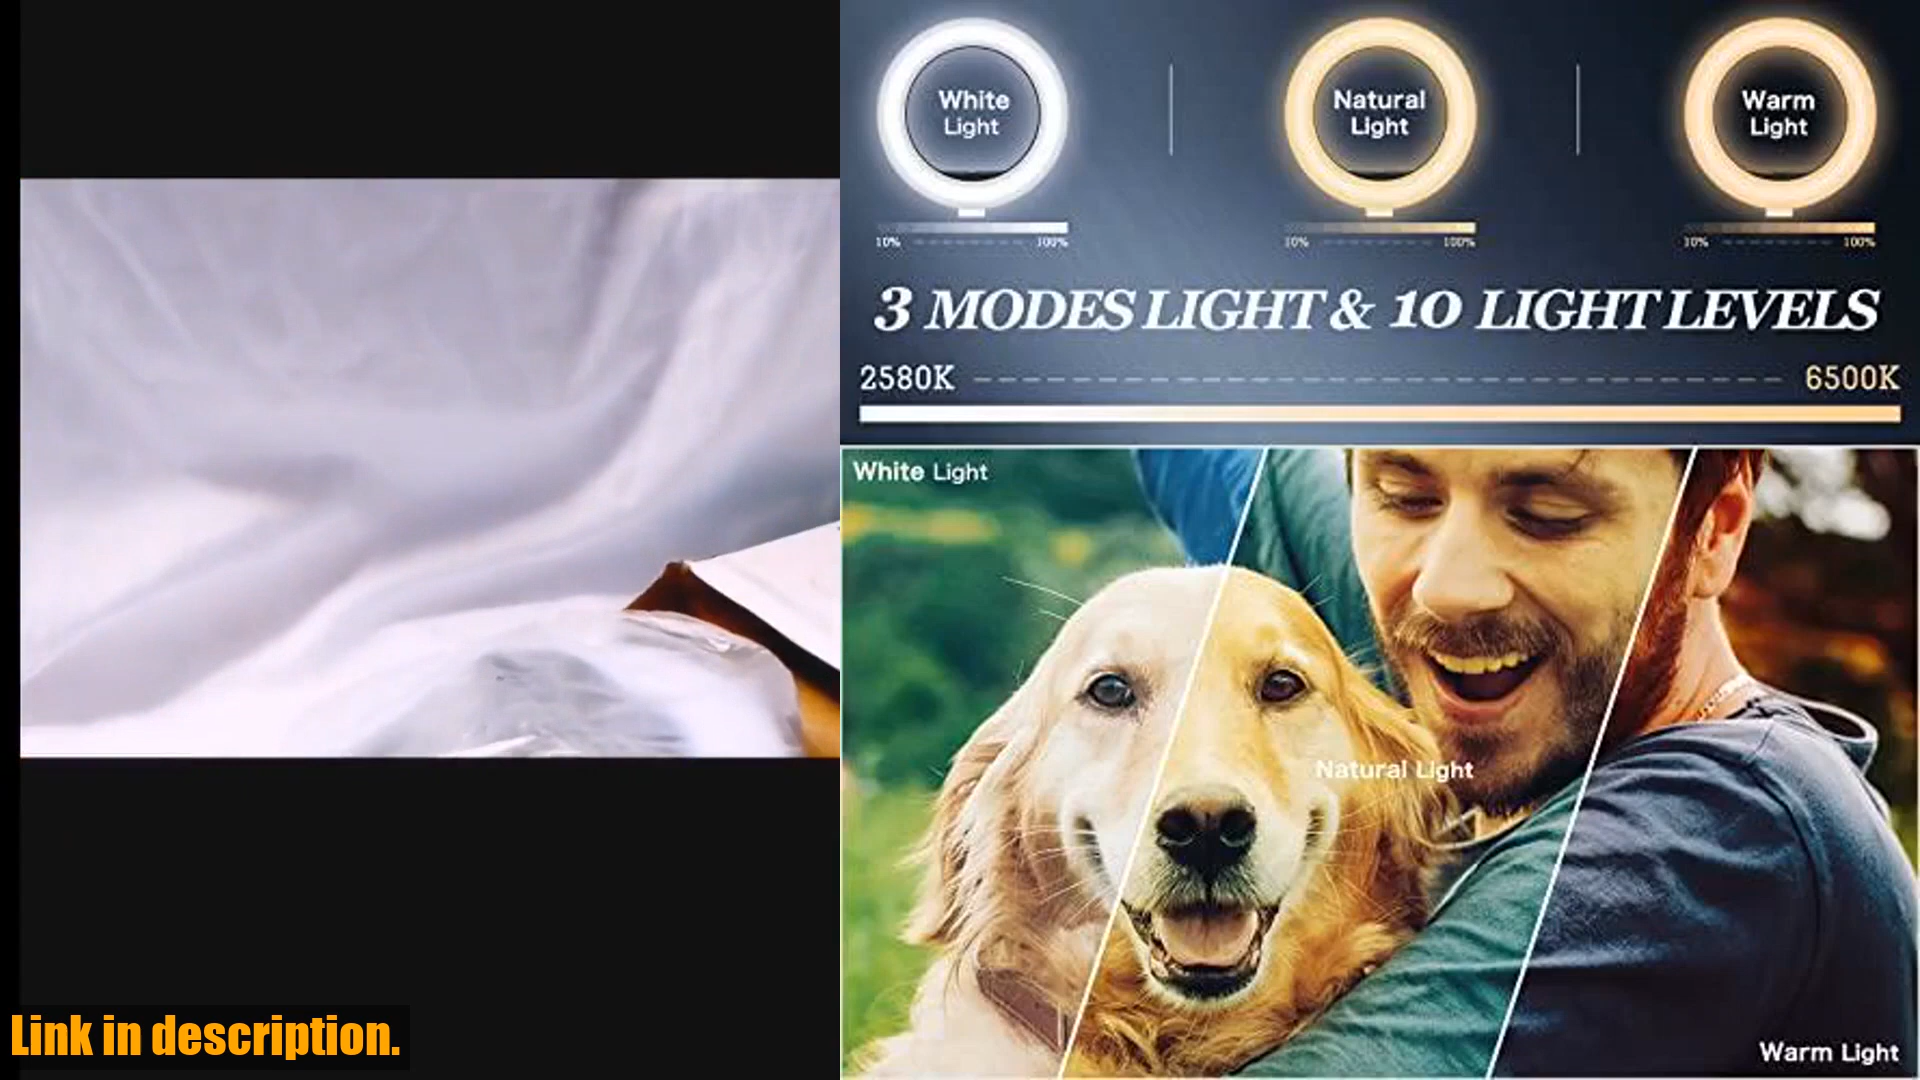 White
Light
Natural
Light
Warm
Light
10%
100%
10%
100%
10%
100%
3 MODES LIGHT & 10 LIGHT LEVELS
2580K
6500K
White Light
Natural Light
Warm Light
Link in description.